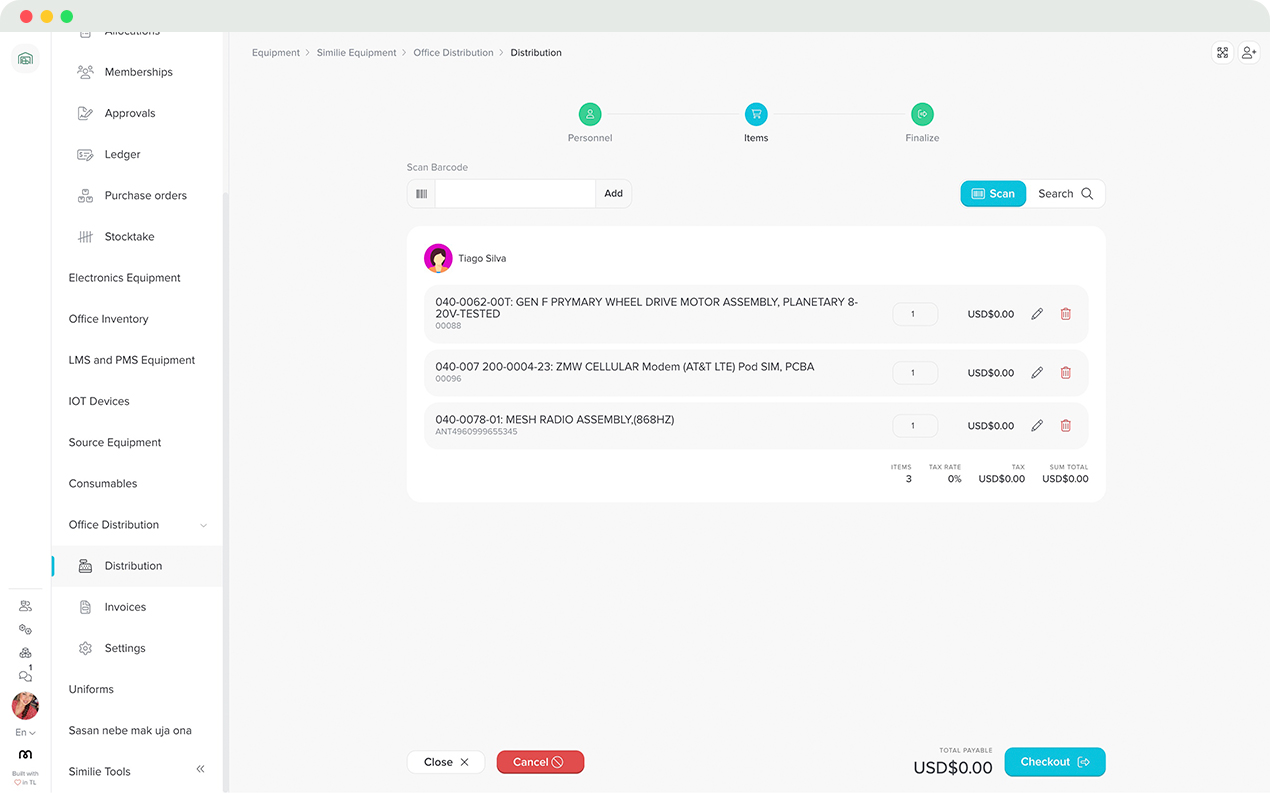 Allocations
Memberships
Approvals
Ledger
Purchase orders
Stocktake
Electronics Equipment
Office Inventory
LMS and PMS Equipment
IOT Devices
Source Equipment
Consumables
Office Distribution
Distribution
Invoices
Settings
Uniforms
Sasan nebe mak uja ona
Similie Tools
1
En
Built with
in TL
Equipment > Similie Equipment > Office Distribution > Distribution
Personnel
Items
Finalize
Scan Barcode
Add
Scan
Search
Tiago Silva
040-0062-00T: GEN F PRYMARY WHEEL DRIVE MOTOR ASSEMBLY, PLANETARY 8-
20V-TESTED
00088
1
USD$0.00
040-007 200-0004-23: ZMW CELLULAR Modem (AT&T LTE) Pod SIM, PCBA
00096
1
USD$0.00
040-0078-01: MESH RADIO ASSEMBLY,(868HZ)
ANT4960999655345
1
USD$0.00
ITEMS TAX RATE TAX SUM TOTAL
3 0% USD$0.00 USD$0.00
Close
Cancel
TOTAL PAYABLE
USD$0.00
Checkout